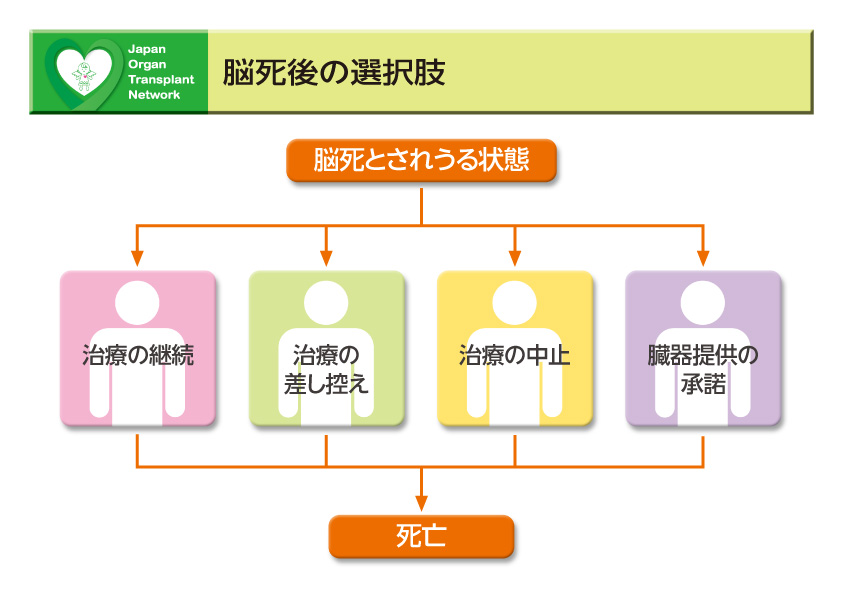 Japan
Organ
Transplant
Network
脳死後の選択肢
脳死とされうる状態
治療の継続
治療の
差し控え
治療の中止
臓器提供の
承諾
死亡